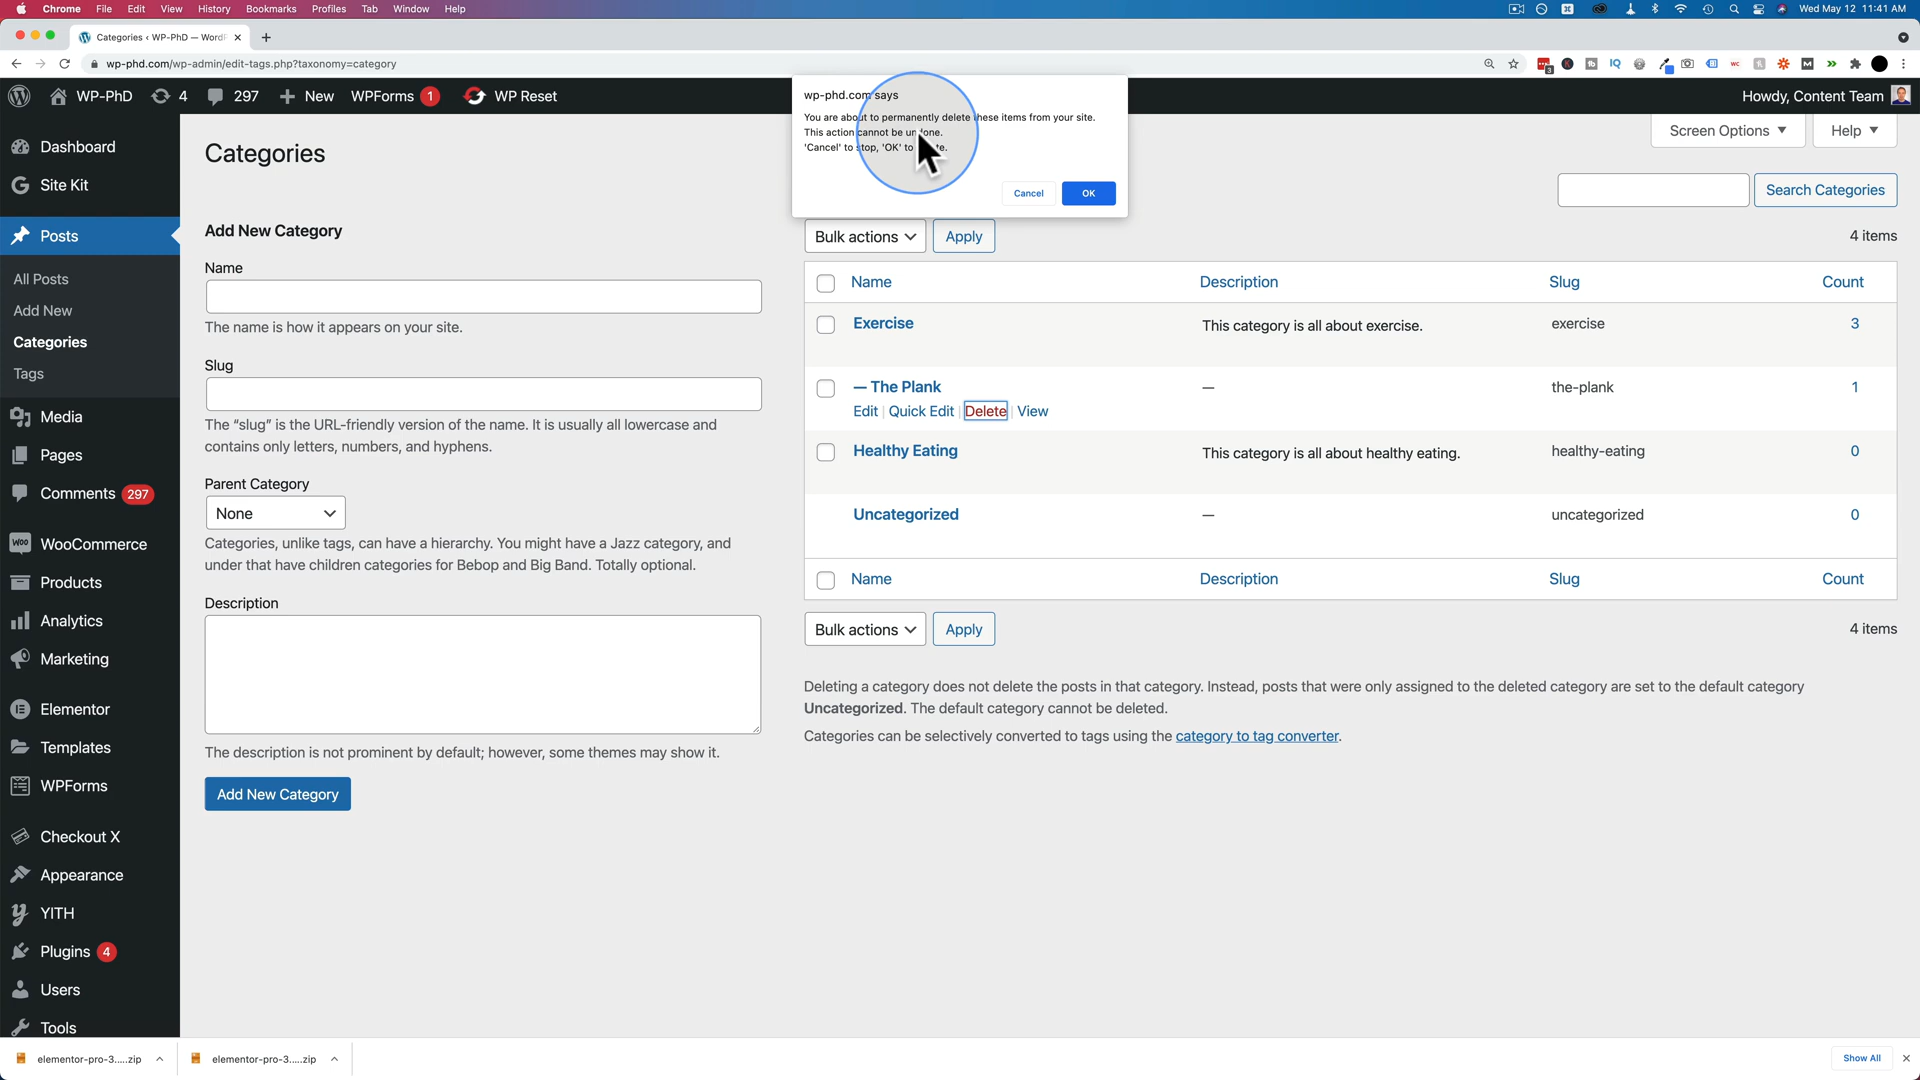 Chrome File Edit View History Bookmarks Profiles Tab Window Help
Wed May 12 11:41 AM
Categories ‹ WP-PhD — WordP
wp-phd.com/wp-admin/edit-tags.php?taxonomy=category
WP-PhD 4 297 New WPForms 1 WP Reset
Howdy, Content Team
wp-phd.com says
You are about to permanently delete these items from your site.
This action cannot be undone.
'Cancel' to stop, 'OK' to
Cancel OK
Screen Options Help
Dashboard
Site Kit
Posts
All Posts
Add New
Categories
Tags
Media
Pages
Comments 297
WooCommerce
Products
Analytics
Marketing
Elementor
Templates
WPForms
Checkout X
Appearance
YITH
Plugins 4
Users
Tools
Categories
Add New Category
Name
The name is how it appears on your site.
Slug
The “slug” is the URL-friendly version of the name. It is usually all lowercase and
contains only letters, numbers, and hyphens.
Parent Category
None
Categories, unlike tags, can have a hierarchy. You might have a Jazz category, and
under that have children categories for Bebop and Big Band. Totally optional.
Description
The description is not prominent by default; however, some themes may show it.
Add New Category
Search Categories
Bulk actions Apply 4 items
Name Description Slug Count
Exercise This category is all about exercise. exercise 3
— The Plank — the-plank 1
Edit | Quick Edit | Delete | View
Healthy Eating This category is all about healthy eating. healthy-eating 0
Uncategorized — uncategorized 0
Name Description Slug Count
Bulk actions Apply 4 items
Deleting a category does not delete the posts in that category. Instead, posts that were only assigned to the deleted category are set to the default category
Uncategorized. The default category cannot be deleted.
Categories can be selectively converted to tags using the category to tag converter.
elementor-pro-3.....zip elementor-pro-3.....zip Show All